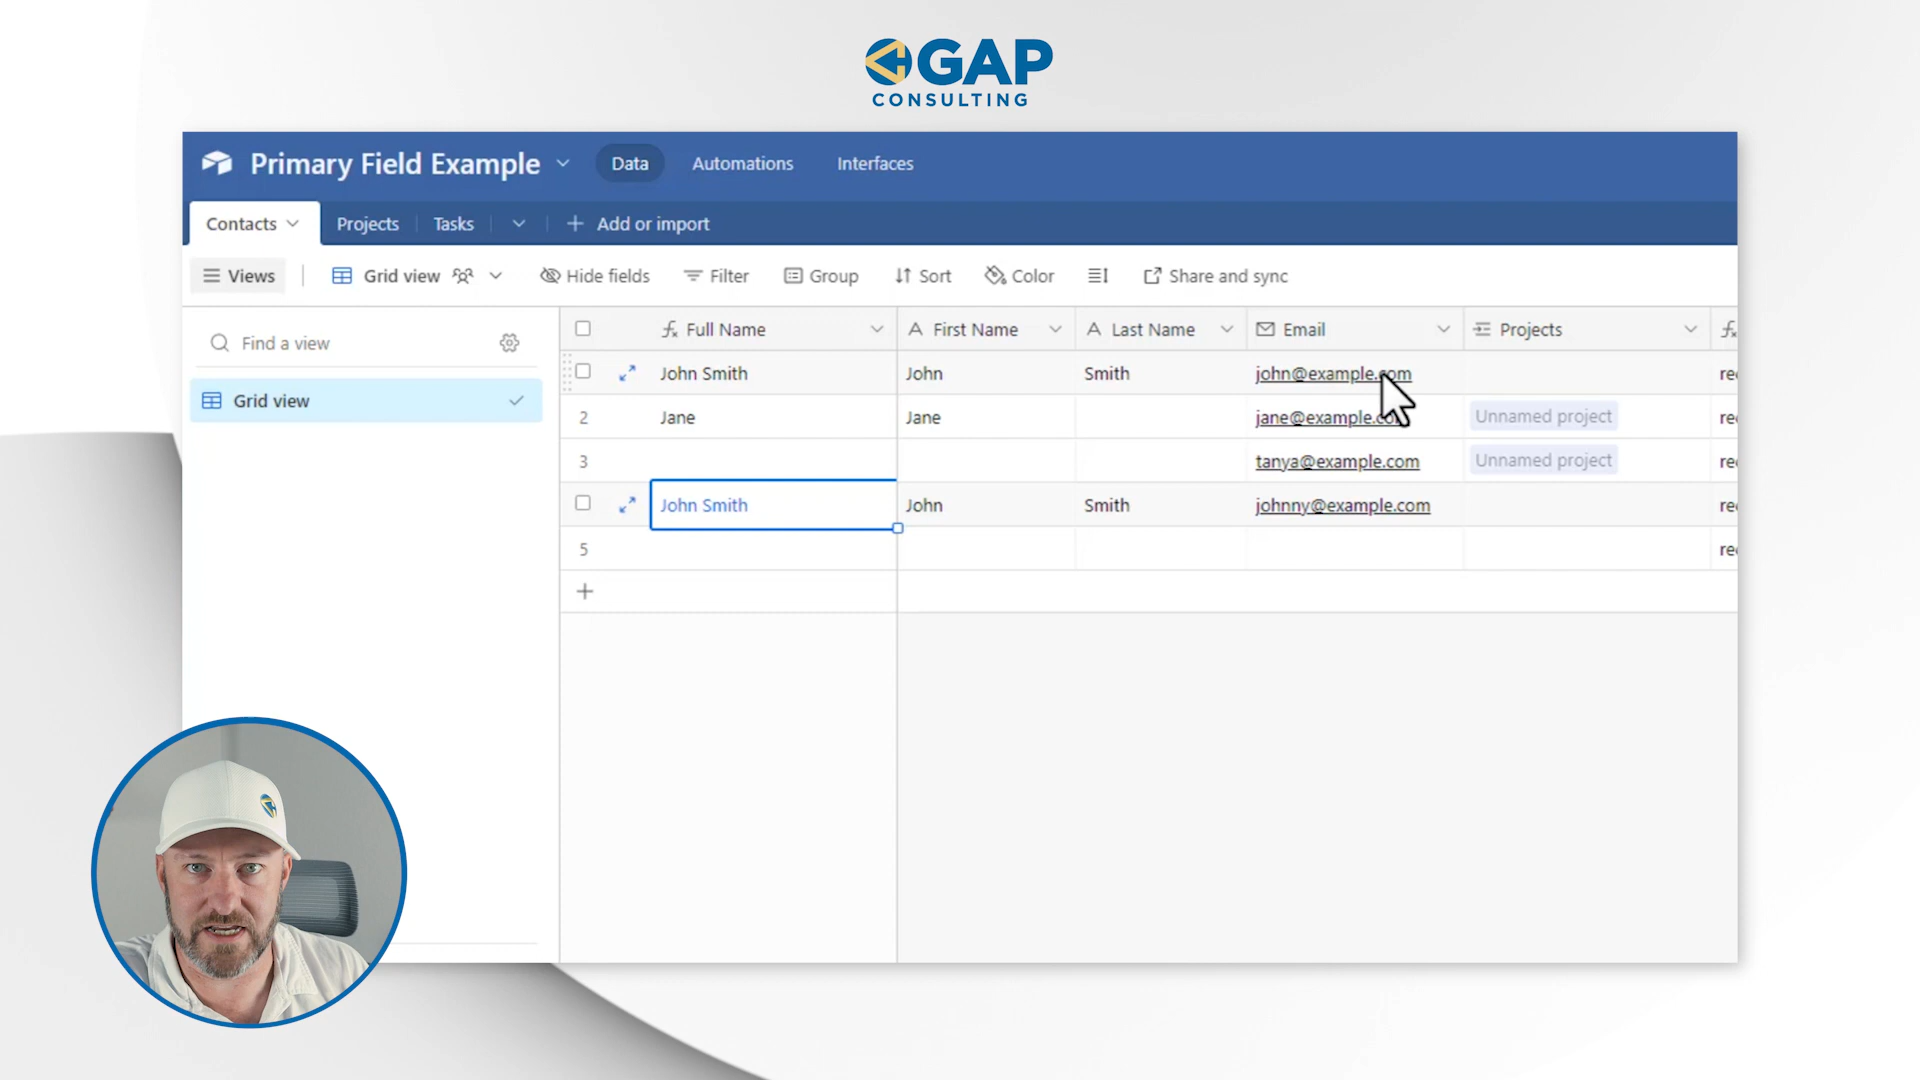 GAP
CONSULTING
Primary Field Example Data Automations Interfaces
Contacts Projects Tasks Add or import
Views Grid view Hide fields Filter Group Sort Color Share and sync
Find a view
Grid view
Full Name First Name Last Name Email Projects
John Smith John Smith john@example.com
2 Jane Jane jane@example.com Unnamed project
3 tanya@example.com Unnamed project
John Smith John Smith johnny@example.com
5